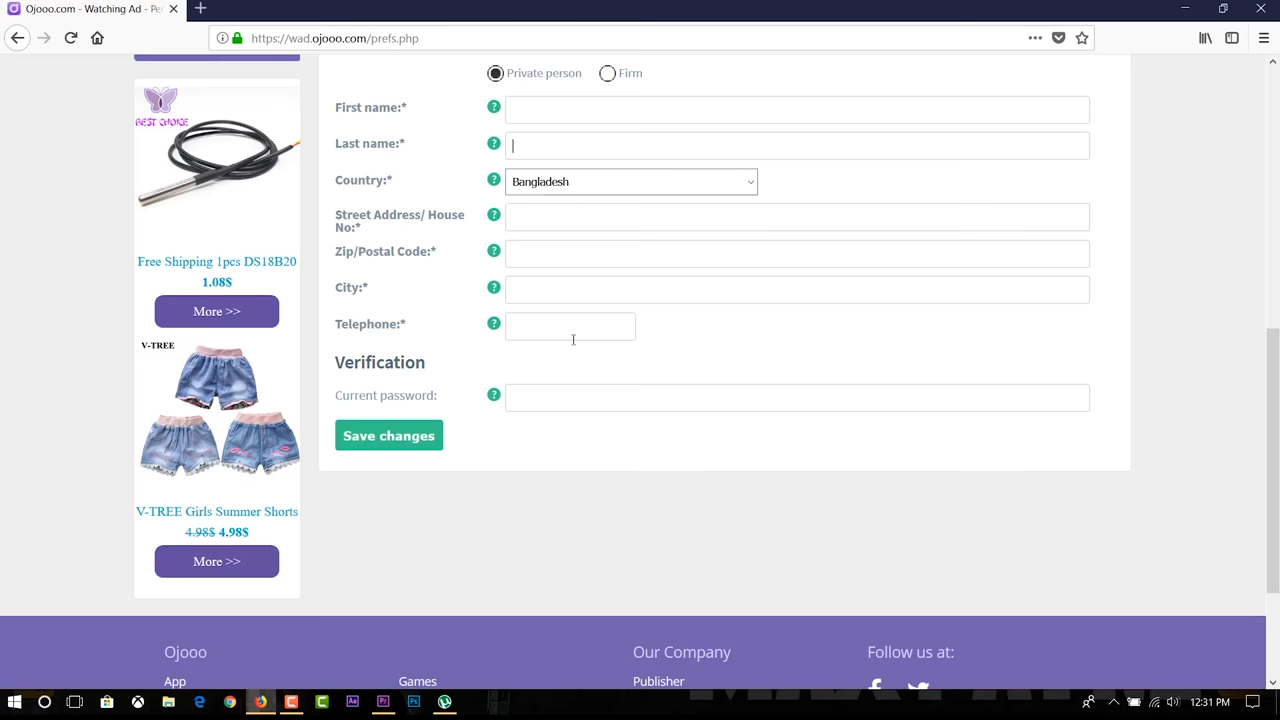 Ojooo.com - Watching Ad - Per
https://wad.ojooo.com/prefs.php
Private person
Firm
First name:*
Last name:*
Country:*
Bangladesh
Street Address/ House
No:*
Zip/Postal Code:*
City:*
Telephone:*
Verification
Current password:
Save changes
BEST CHOICE
Free Shipping 1pcs DS18B20
1.08$
More >>
V-TREE
V-TREE Girls Summer Shorts
4.98$ 4.98$
More >>
Ojooo
App
Games
Our Company
Publisher
Follow us at:
12:31 PM